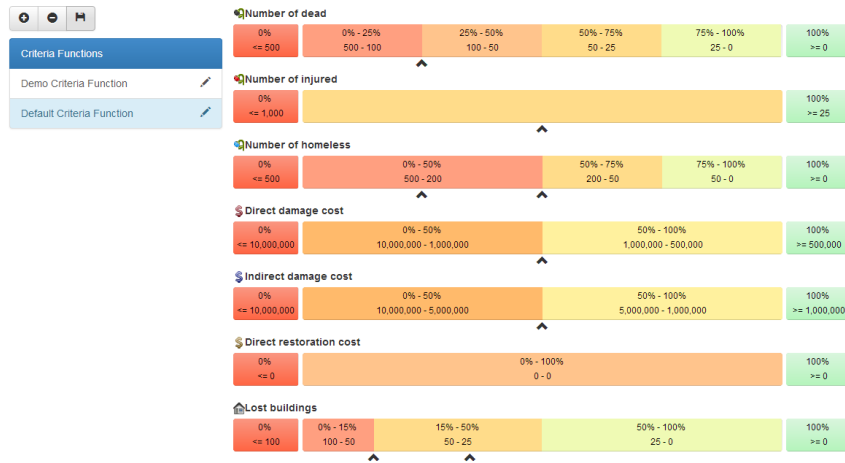 Criteria Functions
Demo Criteria Function
Default Criteria Function
Number of dead
0% 0% - 25% 25% - 50% 50% - 75% 75% - 100% 100%
<= 500 500 - 100 100 - 50 50 - 25 25 - 0 >= 0
Number of injured
0% 100%
<= 1,000 >= 25
Number of homeless
0% 0% - 50% 50% - 75% 75% - 100% 100%
<= 500 500 - 200 200 - 50 50 - 0 >= 0
Direct damage cost
0% 0% - 50% 50% - 100% 100%
<= 10,000,000 10,000,000 - 1,000,000 1,000,000 - 500,000 >= 500,000
Indirect damage cost
0% 0% - 50% 50% - 100% 100%
<= 10,000,000 10,000,000 - 5,000,000 5,000,000 - 1,000,000 >= 1,000,000
Direct restoration cost
0% 0% - 100% 100%
<= 0 0 - 0 >= 0
Lost buildings
0% 0% - 15% 15% - 50% 50% - 100% 100%
<= 100 100 - 50 50 - 25 25 - 0 >= 0